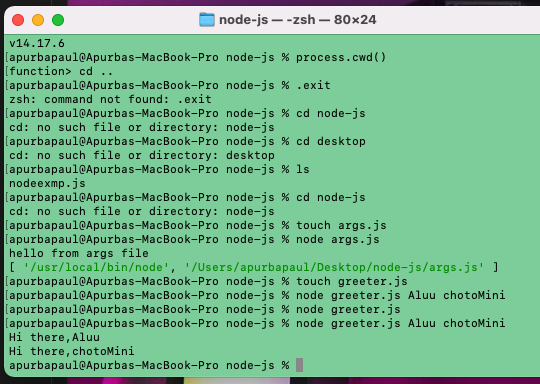 node-js — -zsh — 80×24
v14.17.6
[apurbapaul@Apurbas-MacBook-Pro node-js % process.cwd()
[function> cd ..
[apurbapaul@Apurbas-MacBook-Pro node-js % .exit
zsh: command not found: .exit
[apurbapaul@Apurbas-MacBook-Pro node-js % cd node-js
cd: no such file or directory: node-js
[apurbapaul@Apurbas-MacBook-Pro node-js % cd desktop
cd: no such file or directory: desktop
[apurbapaul@Apurbas-MacBook-Pro node-js % ls
nodeexmp.js
[apurbapaul@Apurbas-MacBook-Pro node-js % cd node-js
cd: no such file or directory: node-js
[apurbapaul@Apurbas-MacBook-Pro node-js % touch args.js
[apurbapaul@Apurbas-MacBook-Pro node-js % node args.js
hello from args file
[ '/usr/local/bin/node', '/Users/apurbapaul/Desktop/node-js/args.js' ]
[apurbapaul@Apurbas-MacBook-Pro node-js % touch greeter.js
[apurbapaul@Apurbas-MacBook-Pro node-js % node greeter.js Aluu chotoMini
[apurbapaul@Apurbas-MacBook-Pro node-js % node greeter.js
[apurbapaul@Apurbas-MacBook-Pro node-js % node greeter.js Aluu chotoMini
Hi there,Aluu
Hi there,chotoMini
apurbapaul@Apurbas-MacBook-Pro node-js %